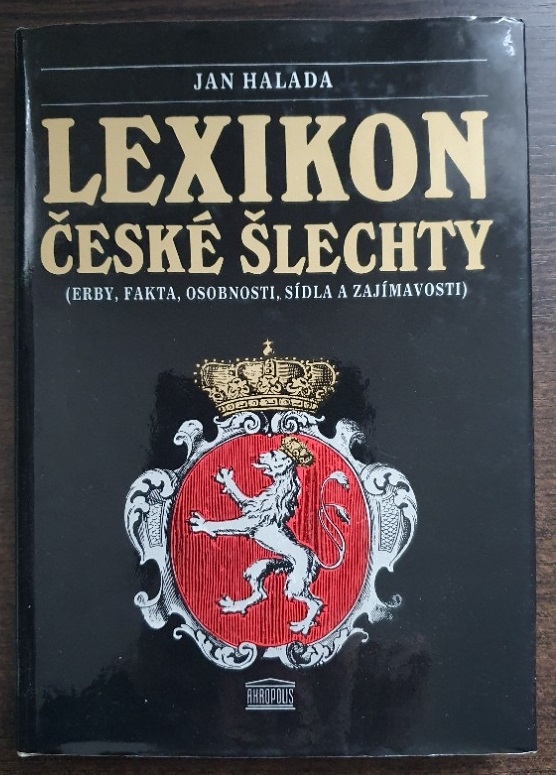 JAN HALADA
LEXIKON
ČESKÉ ŠLECHTY
(ERBY, FAKTA, OSOBNOSTI, SÍDLA A ZAJÍMAVOSTI)
AKROPOLIS